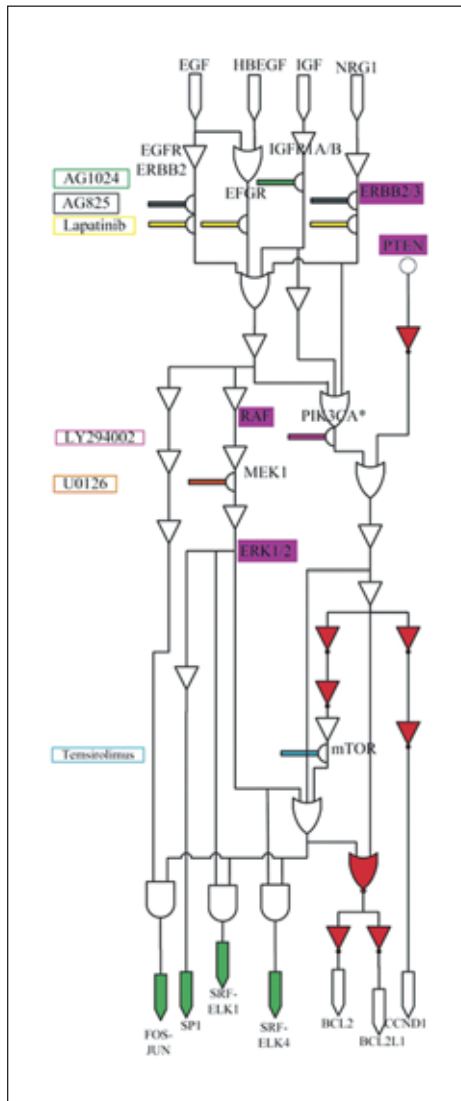 EGF HBEGF IGF NRG1
EGFR
ERBB2
IGFR1A/B
AG1024
EFGR
ERBB2/3
AG825
Lapatinib
PTEN
RAF
PIK3CA*
LY294002
MEK1
U0126
ERK1/2
Temsirolimus
mTOR
FOS-
JUN
SP1
SRF-
ELK1
SRF-
ELK4
BCL2
BCL2L1
CCND1